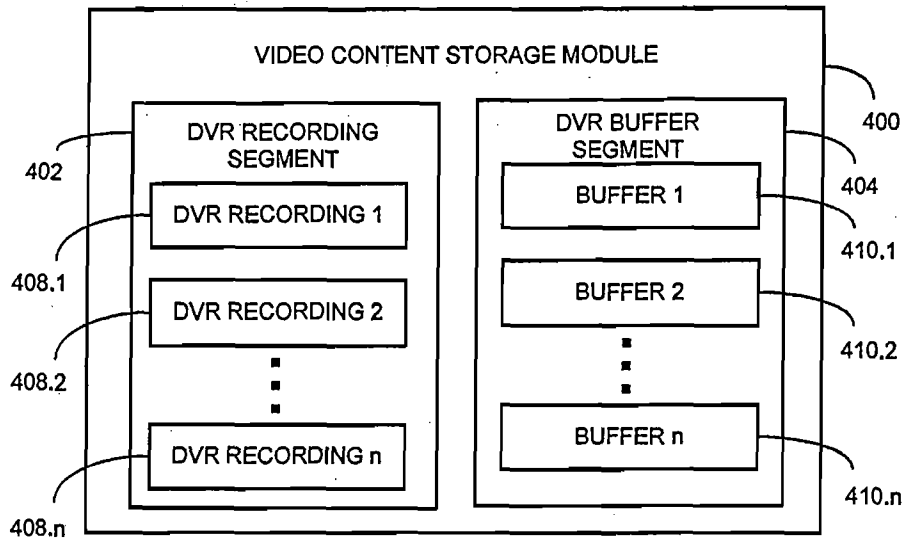 VIDEO CONTENT STORAGE MODULE
400
DVR RECORDING
SEGMENT
402
DVR RECORDING 1
408.1
DVR RECORDING 2
408.2
DVR RECORDING n
408.n
DVR BUFFER
SEGMENT
404
BUFFER 1
410.1
BUFFER 2
410.2
BUFFER n
410.n